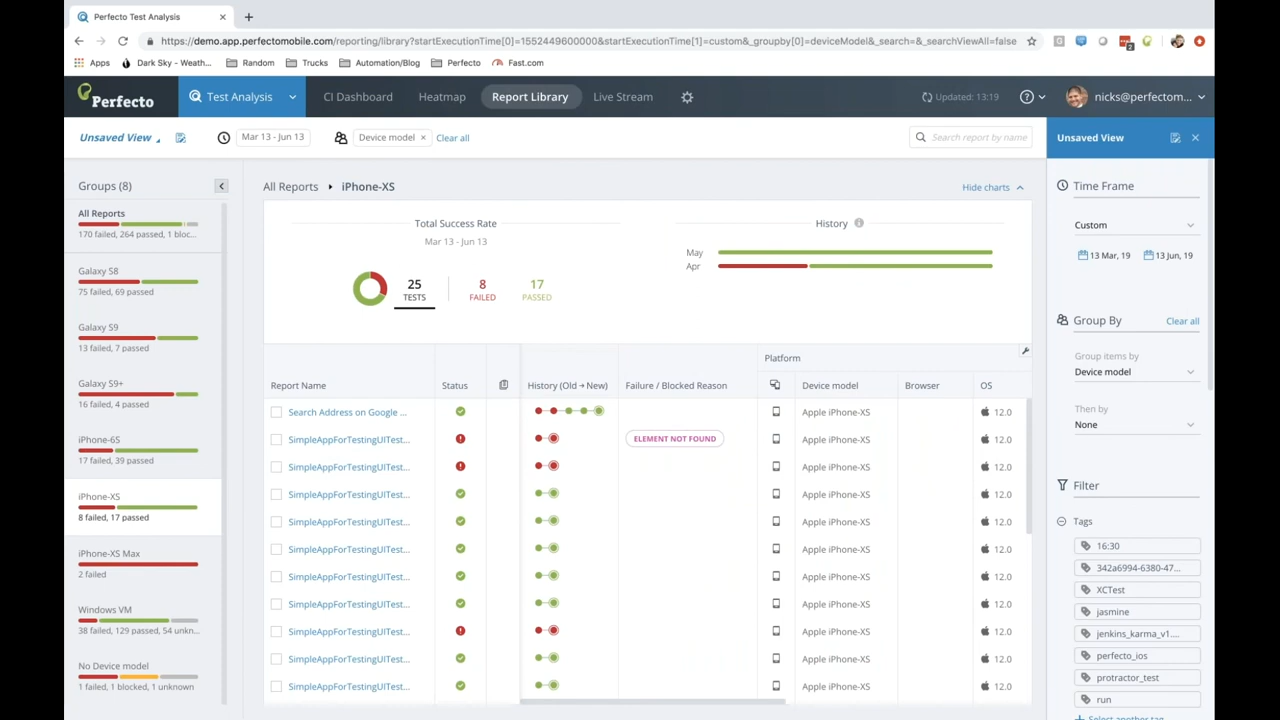 Perfecto Test Analysis
https://demo.app.perfectomobile.com/reporting/library?startExecutionTime[0]=1552449600000&startExecutionTime[1]=custom&_groupby[0]=deviceModel&_search=&_searchViewAll=false
Apps Dark Sky - Weath... Random Trucks Automation/Blog Perfecto Fast.com
Perfecto Test Analysis CI Dashboard Heatmap Report Library Live Stream Updated: 13:19 nicks@perfectom...
Unsaved View Mar 13 - Jun 13 Device model × Clear all Search report by name Unsaved View
Groups (8)
All Reports
170 failed, 264 passed, 1 bloc...
Galaxy S8
75 failed, 69 passed
Galaxy S9
13 failed, 7 passed
Galaxy S9+
16 failed, 4 passed
iPhone-6S
17 failed, 39 passed
iPhone-XS
8 failed, 17 passed
iPhone-XS Max
2 failed
Windows VM
38 failed, 129 passed, 54 unkn...
No Device model
1 failed, 1 blocked, 1 unknown
All Reports iPhone-XS Hide charts
Total Success Rate
Mar 13 - Jun 13
25 8 17
TESTS FAILED PASSED
History
May
Apr
Platform
Report Name Status History (Old → New) Failure / Blocked Reason Device model Browser OS
Search Address on Google ... Apple iPhone-XS 12.0
SimpleAppForTestingUITest... ELEMENT NOT FOUND Apple iPhone-XS 12.0
SimpleAppForTestingUITest... Apple iPhone-XS 12.0
SimpleAppForTestingUITest... Apple iPhone-XS 12.0
SimpleAppForTestingUITest... Apple iPhone-XS 12.0
SimpleAppForTestingUITest... Apple iPhone-XS 12.0
SimpleAppForTestingUITest... Apple iPhone-XS 12.0
SimpleAppForTestingUITest... Apple iPhone-XS 12.0
SimpleAppForTestingUITest... Apple iPhone-XS 12.0
SimpleAppForTestingUITest... Apple iPhone-XS 12.0
SimpleAppForTestingUITest... Apple iPhone-XS 12.0
Time Frame
Custom
13 Mar, 19 13 Jun, 19
Group By Clear all
Group items by
Device model
Then by
None
Filter
Tags
16:30
342a6994-6380-47...
XCTest
jasmine
jenkins_karma_v1....
perfecto_ios
protractor_test
run
Select another tag